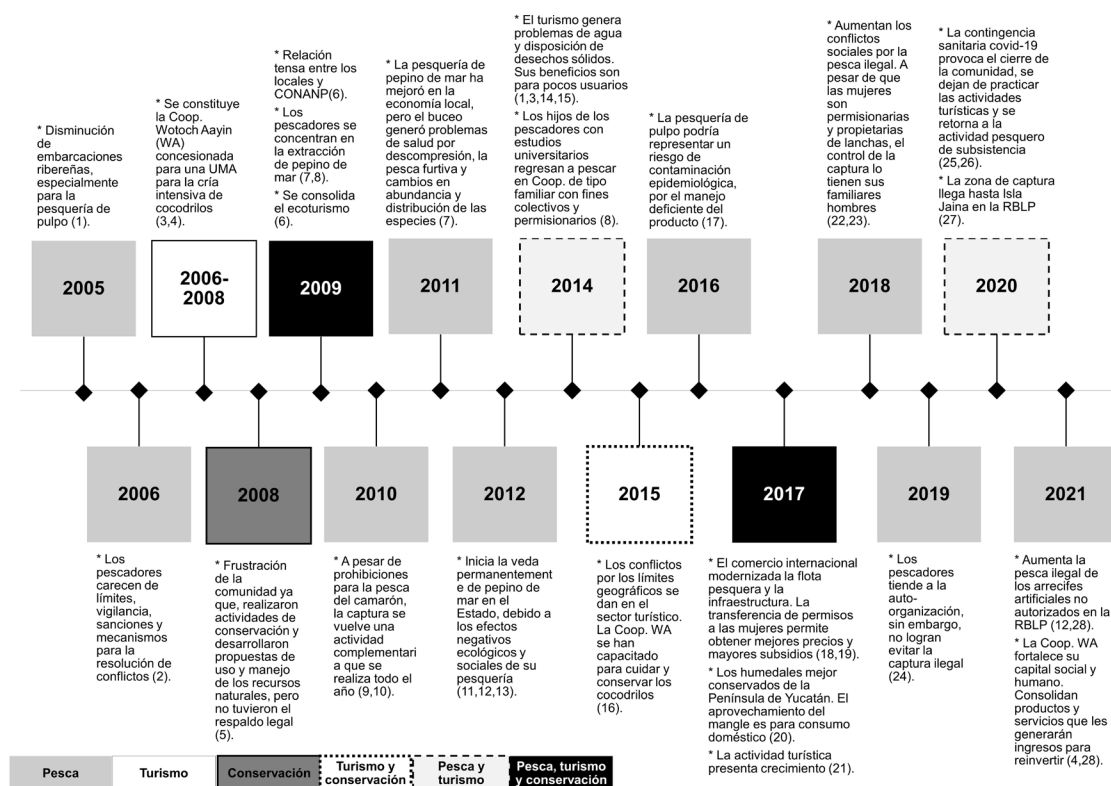 * Disminución
de
embarcaciones
ribereñas,
especialmente
para la
pesquería de
pulpo (1).
2005
* Los
pescadores
carecen de
límites,
vigilancia,
sanciones y
mecanismos
para la
resolución de
conflictos (2).
2006
* Se constituye
la Coop.
Wotoch Aayin
(WA)
concesionada
para una UMA
para la cría
intensiva de
cocodrilos
(3,4).
2006-
2008
2008
* Frustración
de la
comunidad ya
que, realizaron
actividades de
conservación y
desarrollaron
propuestas de
uso y manejo
de los recursos
naturales, pero
no tuvieron el
respaldo legal
(5).
* Relación
tensa entre los
locales y
CONANP(6).
* Los
pescadores se
concentran en
la extracción
de pepino de
mar (7,8).
* Se consolida
el ecoturismo
(6).
2009
2010
* A pesar de
prohibiciones
para la pesca
del camarón,
la captura se
vuelve una
actividad
complementari
a que se
realiza todo el
año (9,10).
* La pesquería de
pepino de mar ha
mejoró en la
economía local,
pero el buceo
generó problemas
de salud por
descompresión, la
pesca furtiva y
cambios en
abundancia y
distribución de las
especies (7).
2011
2012
* Inicia la veda
permanentement
e de pepino de
mar en el
Estado, debido a
los efectos
negativos
ecológicos y
sociales de su
pesquería
(11,12,13).
* El turismo genera
problemas de agua
y disposición de
desechos sólidos.
Sus beneficios son
para pocos usuarios
(1,3,14,15).
* Los hijos de los
pescadores con
estudios
universitarios
regresan a pescar
en Coop. de tipo
familiar con fines
colectivos y
permisionarios (8).
2014
2015
* Los conflictos
por los límites
geográficos se
dan en el
sector turístico.
La Coop. WA
se han
capacitado
para cuidar y
conservar los
cocodrilos
(16).
* La pesquería de
pulpo podría
representar un
riesgo de
contaminación
epidemiológica,
por el manejo
deficiente del
producto (17).
2016
2017
* El comercio internacional
modernizada la flota
pesquera y la
infraestructura. La
transferencia de permisos
a las mujeres permite
obtener mejores precios y
mayores subsidios (18,19).
* Los humedales mejor
conservados de la
Península de Yucatán. El
aprovechamiento del
mangle es para consumo
doméstico (20).
* La actividad turística
presenta crecimiento (21).
* Aumentan los
conflictos
sociales por la
pesca ilegal. A
pesar de que
las mujeres
son
permisionarias
y propietarias
de lanchas, el
control de la
captura lo
tienen sus
familiares
hombres
(22,23).
2018
2019
* Los
pescadores
tiende a la
auto-
organización,
sin embargo,
no logran
evitar la
captura ilegal
(24).
* La contingencia
sanitaria covid-19
provoca el cierre de
la comunidad, se
dejan de practicar
las actividades
turísticas y se
retorna a la
actividad pesquero
de subsistencia
(25,26).
* La zona de captura
llega hasta Isla
Jaina en la RBLP
(27).
2020
2021
* Aumenta la
pesca ilegal de
los arrecifes
artificiales no
autorizados en la
RBLP (12,28).
* La Coop. WA
fortalece su
capital social y
humano.
Consolidan
productos y
servicios que les
generarán
ingresos para
reinvertir (4,28).
Pesca
Turismo
Conservación
Turismo y
conservación
Pesca y
turismo
Pesca, turismo
y conservación